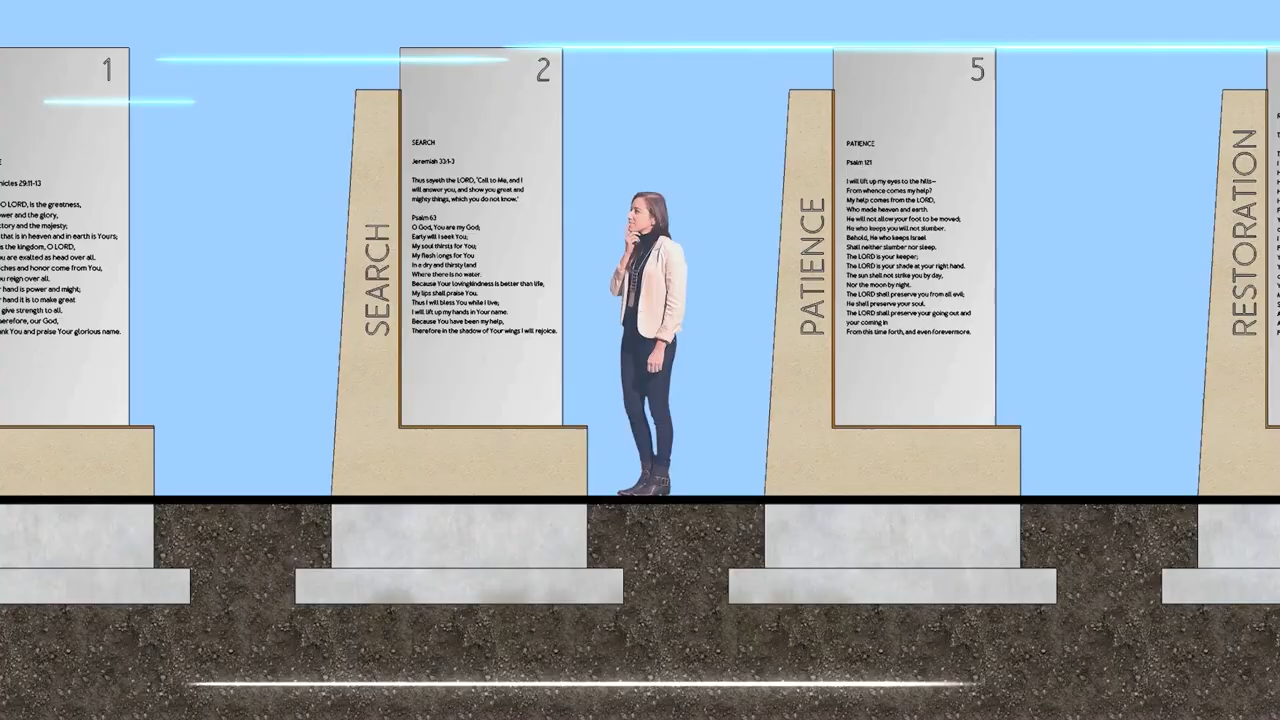 1
nicles 29:11-13
O LORD, is the greatness,
wer and the glory,
ctory and the majesty;
that is in heaven and in earth is Yours;
s the kingdom, O LORD,
ou are exalted as head over all.
ches and honor come from You,
ou reign over all.
r hand is power and might;
r hand it is to make great
give strength to all.
erefore, our God,
ank You and praise Your glorious name.
SEARCH
2
SEARCH
Jeremiah 33:1-3
Thus sayeth the LORD, 'Call to Me, and I
will answer you, and show you great and
mighty things, which you do not know.'
Psalm 63
O God, You are my God;
Early will I seek You;
My soul thirsts for You;
My flesh longs for You
In a dry and thirsty land
Where there is no water.
Because Your lovingkindness is better than life,
My lips shall praise You.
Thus I will bless You while I live;
I will lift up my hands in Your name.
Because You have been my help,
Therefore in the shadow of Your wings I will rejoice.
PATIENCE
5
PATIENCE
Psalm 121
I will lift up my eyes to the hills—
From whence comes my help?
My help comes from the LORD,
Who made heaven and earth.
He will not allow your foot to be moved;
He who keeps you will not slumber.
Behold, He who keeps Israel
Shall neither slumber nor sleep.
The LORD is your keeper;
The LORD is your shade at your right hand.
The sun shall not strike you by day,
Nor the moon by night.
The LORD shall preserve you from all evil;
He shall preserve your soul.
The LORD shall preserve your going out and
your coming in
From this time forth, and even forevermore.
RESTORATION